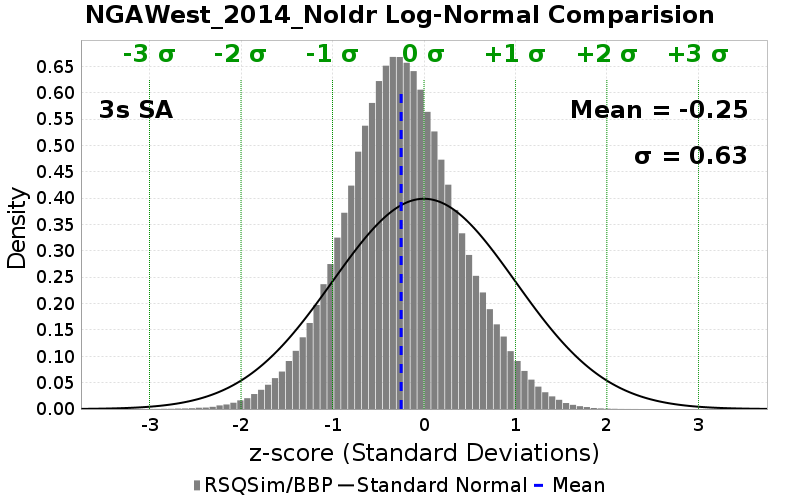 NGAWest_2014_NoIdr Log-Normal Comparision
-3 σ -2 σ -1 σ 0 σ +1 σ +2 σ +3 σ
3s SA
Mean = -0.25
σ = 0.63
Density
0.65
0.60
0.55
0.50
0.45
0.40
0.35
0.30
0.25
0.20
0.15
0.10
0.05
0.00
-3 -2 -1 0 1 2 3
z-score (Standard Deviations)
RSQSim/BBP Standard Normal Mean